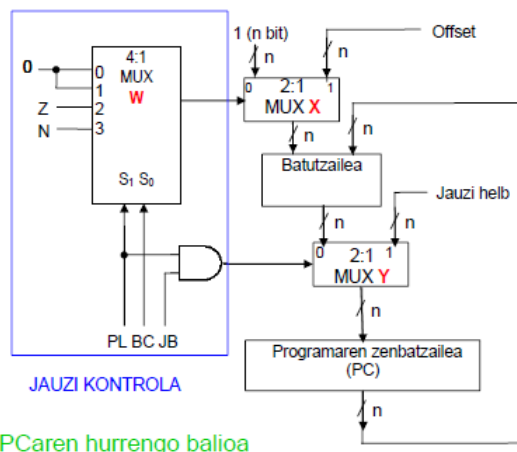 1 (n bit)
Offset
n
n
0
0
1
2
3
Z
N
4:1
MUX
W
S1 S0
0
2:1
1
MUX X
n
n
Batutzailea
Jauzi helb
n
n
0
2:1
1
MUX Y
n
PL BC JB
JAUZI KONTROLA
Programaren zenbatzailea
(PC)
n
PCaren hurrengo balioa